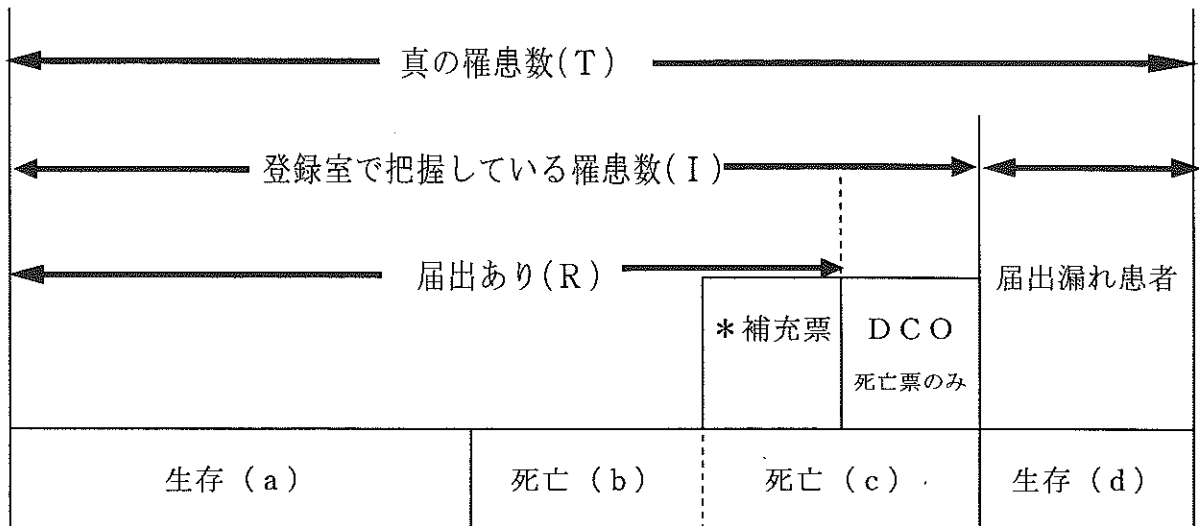 真の罹患数(T)
登録室で把握している罹患数(I)
届出あり(R)
届出漏れ患者
*補充票
DCO
死亡票のみ
生存(a)
死亡(b)
死亡(c)
生存(d)